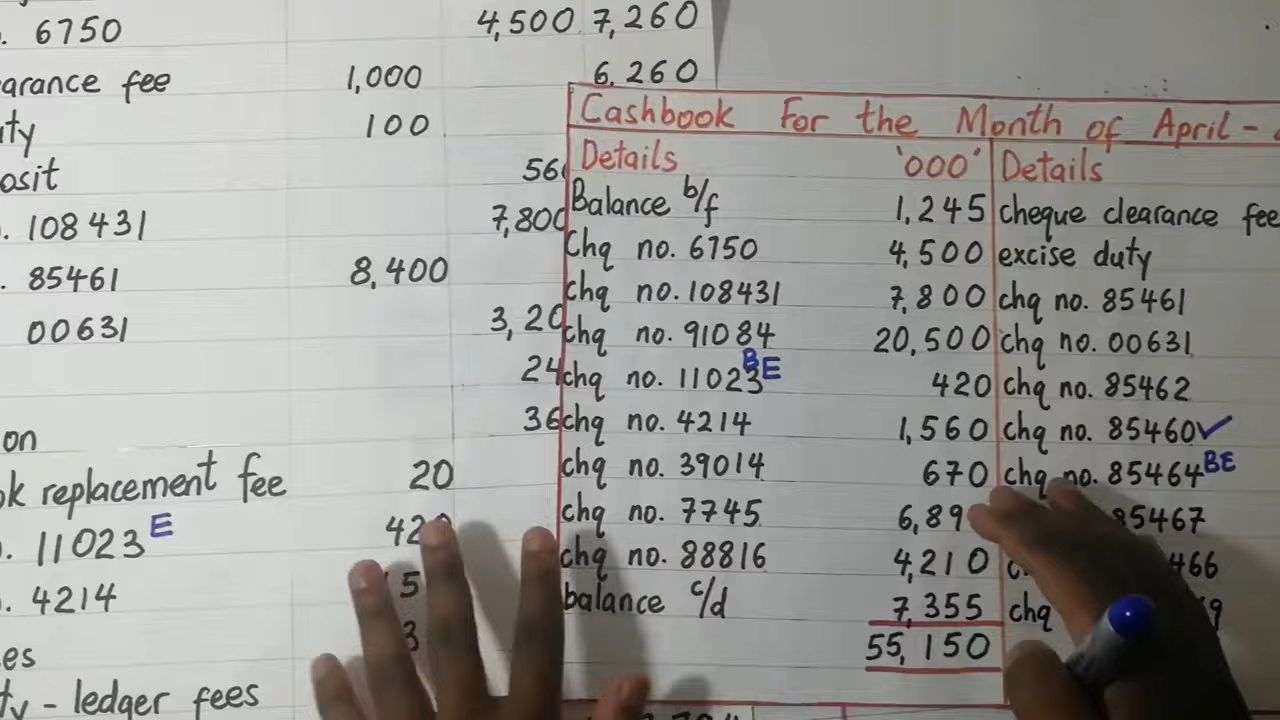 . 6750 4,500 7,260
arance fee 1,000 6,260
ty 100
osit 56
. 108431 7,800
. 85461 8,400
00631 3,20
24
on 36
k replacement fee 20
. 11023 E 42
. 4214 5
es 3
ty - ledger fees
Cashbook For the Month of April -
Details '000' Details
Balance b/f 1,245 cheque clearance fee
Chq no. 6750 4,500 excise duty
chq no. 108431 7,800 chq no. 85461
chq no. 91084 20,500 chq no. 00631
chq no. 11023 BE 420 chq no. 85462
chq no. 4214 1,560 chq no. 85460 ✓
chq no. 39014 670 chq no. 85464 BE
chq no. 7745 6,89 85467
chq no. 88816 4,210 c 466
balance c/d 7,355 chq 9
55,150